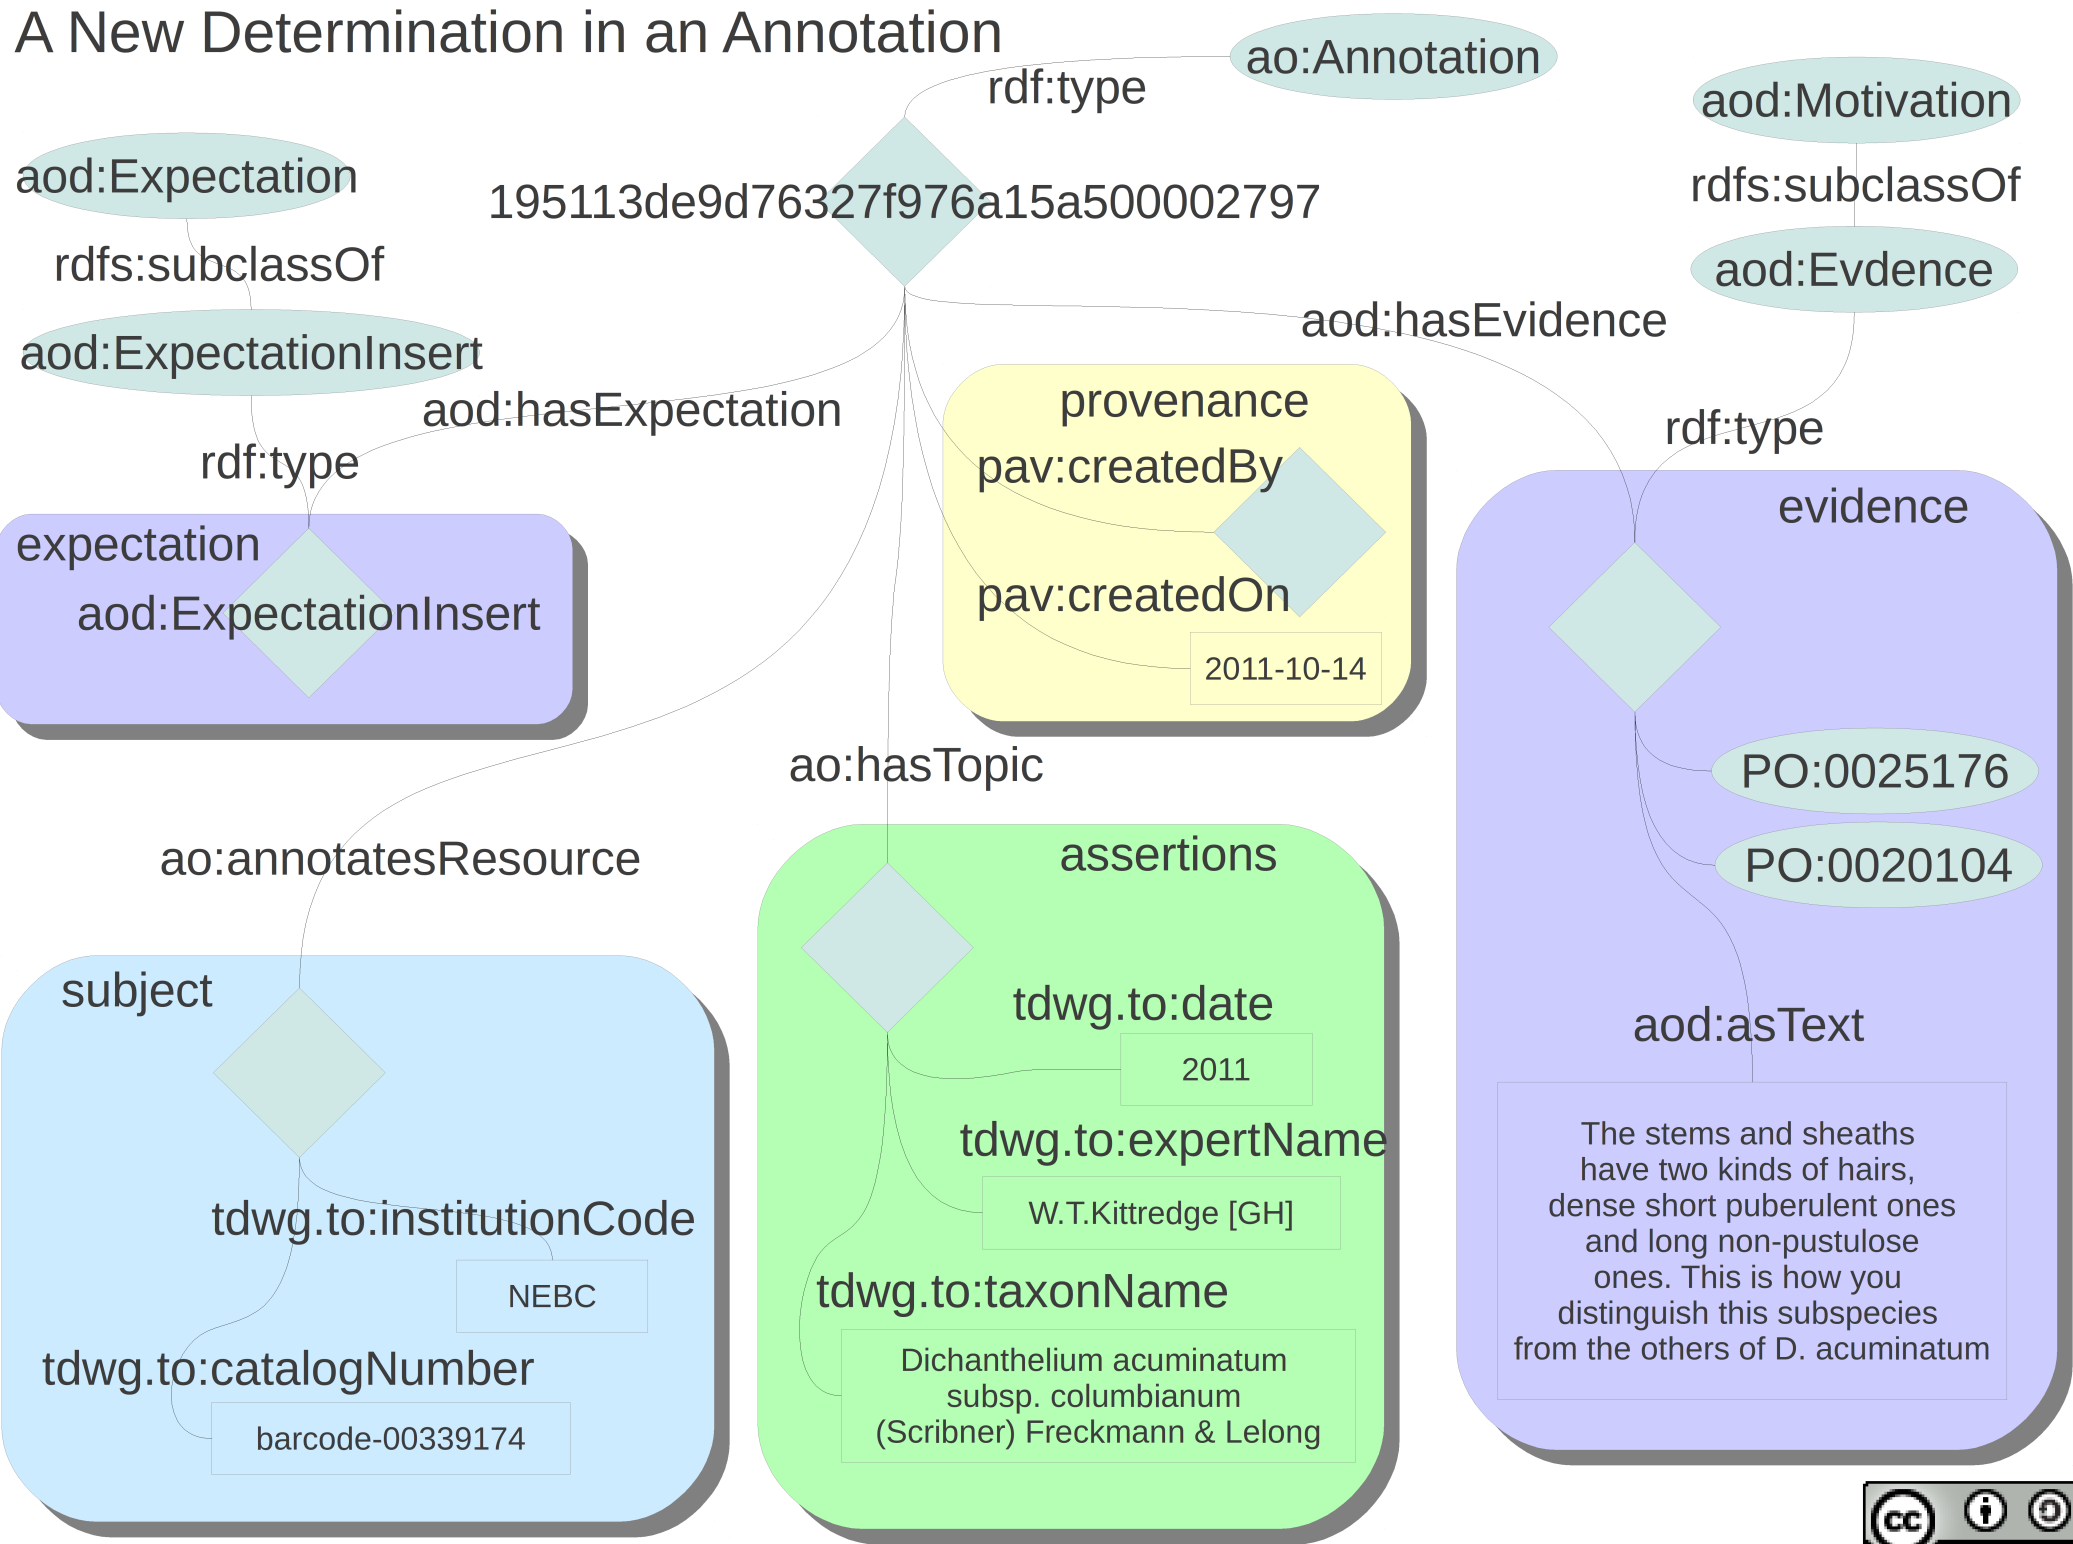 A New Determination in an Annotation
ao:Annotation
rdf:type
aod:Motivation
aod:Expectation
195113de9d76327f976a15a500002797
rdfs:subclassOf
rdfs:subclassOf
aod:Evdence
aod:hasEvidence
aod:ExpectationInsert
aod:hasExpectation
provenance
rdf:type
rdf:type
pav:createdBy
evidence
expectation
aod:ExpectationInsert
pav:createdOn
2011-10-14
ao:hasTopic
PO:0025176
ao:annotatesResource
assertions
PO:0020104
subject
tdwg.to:date
2011
aod:asText
tdwg.to:expertName
W.T.Kittredge [GH]
The stems and sheaths
have two kinds of hairs,
dense short puberulent ones
and long non-pustulose
ones. This is how you
distinguish this subspecies
from the others of D. acuminatum
tdwg.to:institutionCode
NEBC
tdwg.to:taxonName
Dichanthelium acuminatum
subsp. columbianum
(Scribner) Freckmann & Lelong
tdwg.to:catalogNumber
barcode-00339174
cc